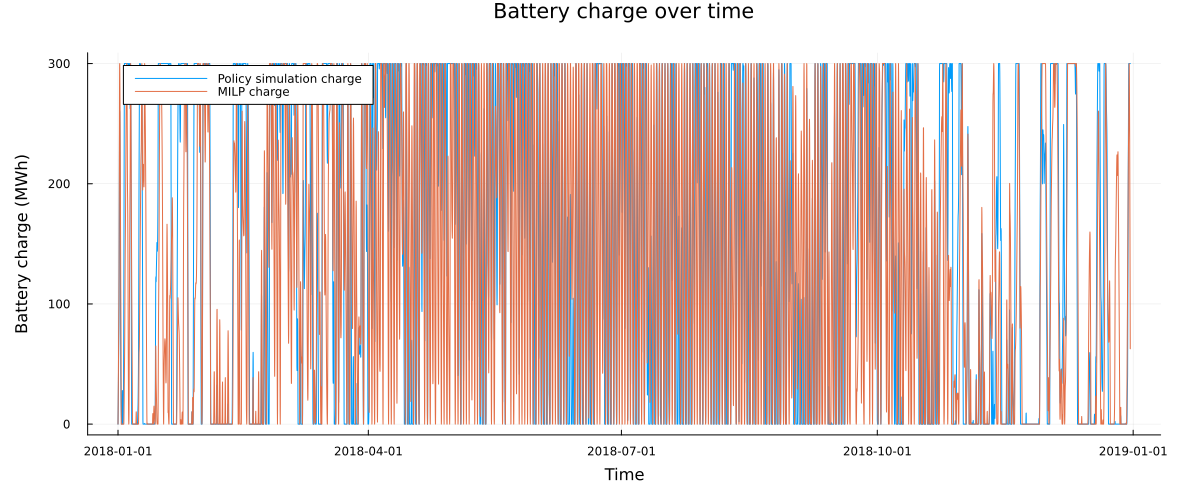 Battery charge over time
300
Policy simulation charge
MILP charge
200
100
0
Battery charge (MWh)
2018-01-01
2018-04-01
2018-07-01
2018-10-01
2019-01-01
Time